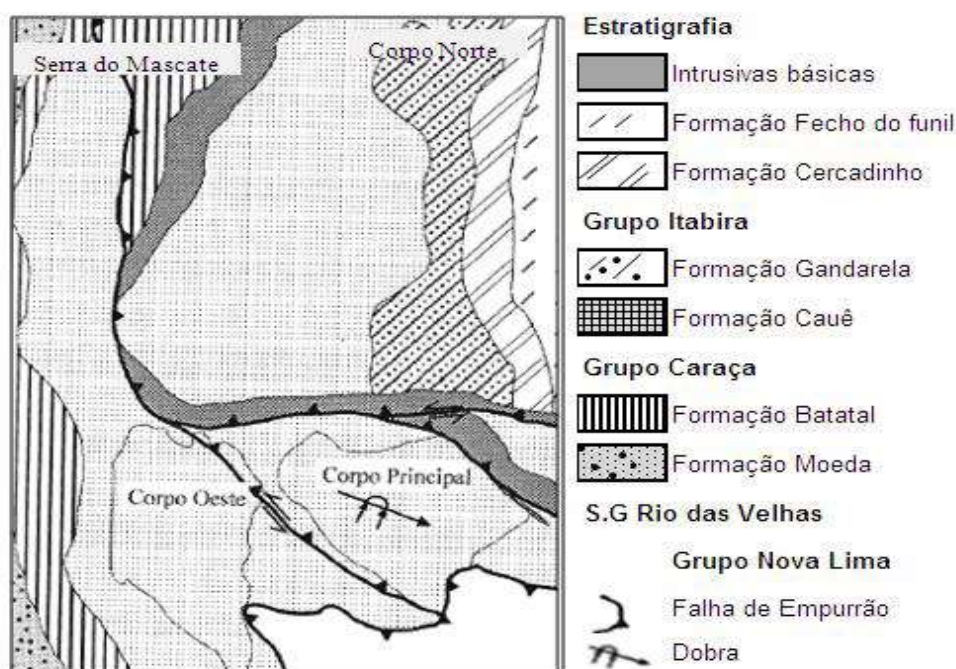 Serra do Mascate
Corpo Norte
Corpo Oeste
Corpo Principal
Estratigrafia
Intrusivas básicas
Formação Fecho do funil
Formação Cercadinho
Grupo Itabira
Formação Gandarela
Formação Cauê
Grupo Caraça
Formação Batatal
Formação Moeda
S.G Rio das Velhas
Grupo Nova Lima
Falha de Empurrão
Dobra